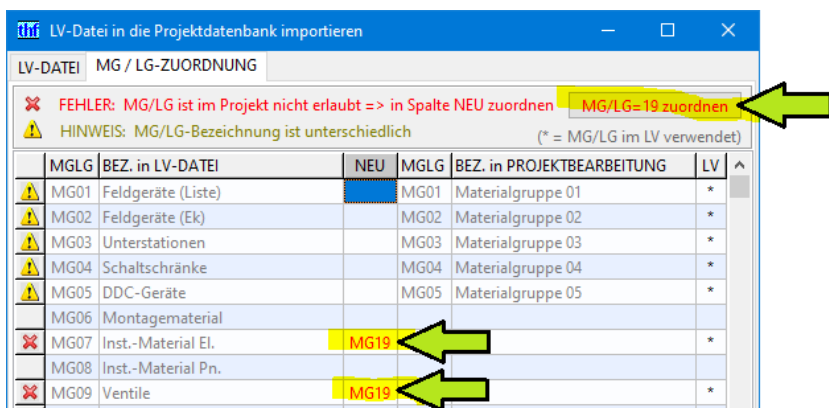 thf LV-Datei in die Projektdatenbank importieren
LV-DATEI MG / LG-ZUORDNUNG
FEHLER: MG/LG ist im Projekt nicht erlaubt => in Spalte NEU zuordnen MG/LG=19 zuordnen
HINWEIS: MG/LG-Bezeichnung ist unterschiedlich (* = MG/LG im LV verwendet)
MGLG BEZ. in LV-DATEI NEU MGLG BEZ. in PROJEKTBEARBEITUNG LV
MG01 Feldgeräte (Liste) MG01 Materialgruppe 01 *
MG02 Feldgeräte (Ek) MG02 Materialgruppe 02 *
MG03 Unterstationen MG03 Materialgruppe 03 *
MG04 Schaltschränke MG04 Materialgruppe 04 *
MG05 DDC-Geräte MG05 Materialgruppe 05 *
MG06 Montagematerial
MG07 Inst.-Material El. MG19 *
MG08 Inst.-Material Pn.
MG09 Ventile MG19 *